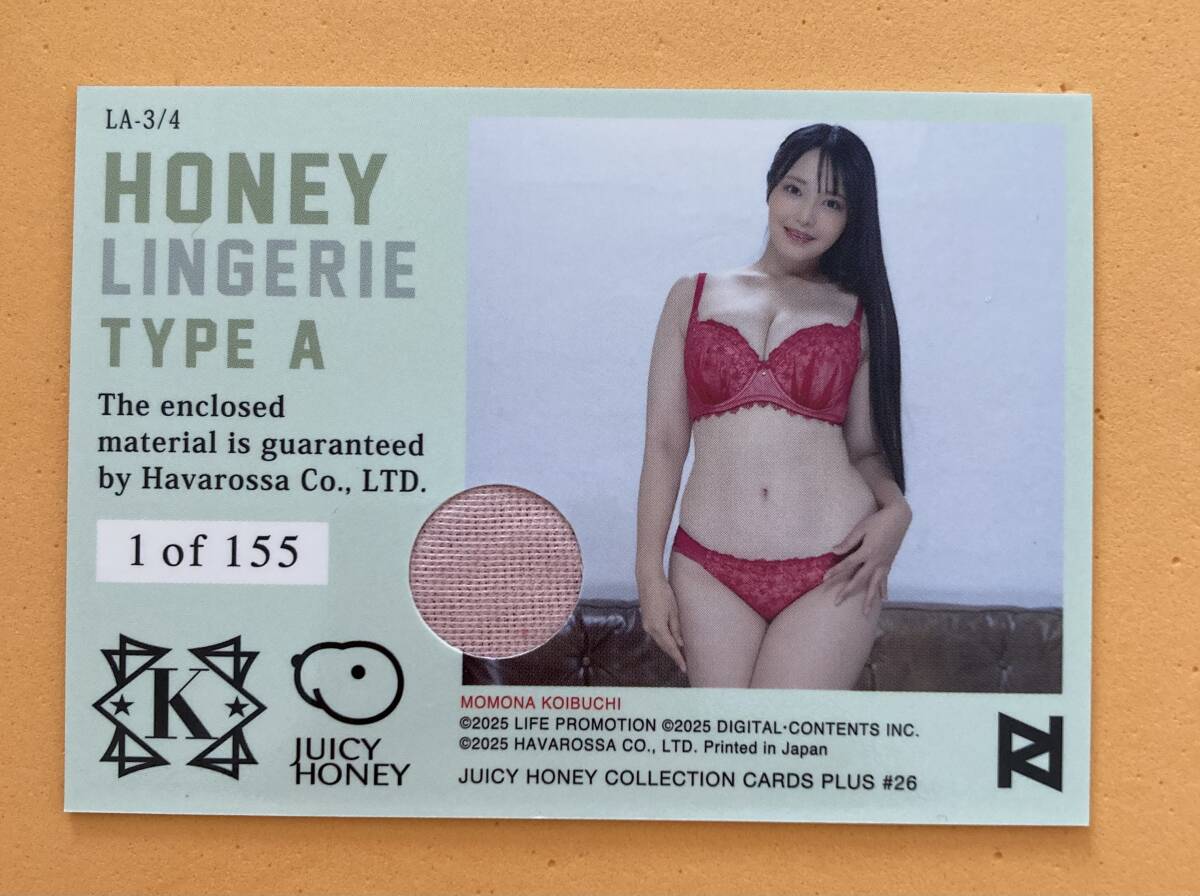 LA-3/4
HONEY
LINGERIE
TYPE A
The enclosed
material is guaranteed
by Havarossa Co., LTD.
1 of 155
K
JUICY
HONEY
MOMONA KOIBUCHI
©2025 LIFE PROMOTION ©2025 DIGITAL·CONTENTS INC.
©2025 HAVAROSSA CO., LTD. Printed in Japan
JUICY HONEY COLLECTION CARDS PLUS #26